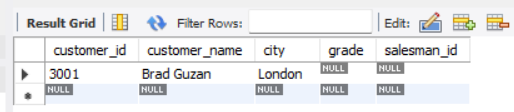 Result Grid Filter Rows: Edit:
customer_id customer_name city grade salesman_id
3001 Brad Guzan London NULL NULL
NULL NULL NULL NULL NULL